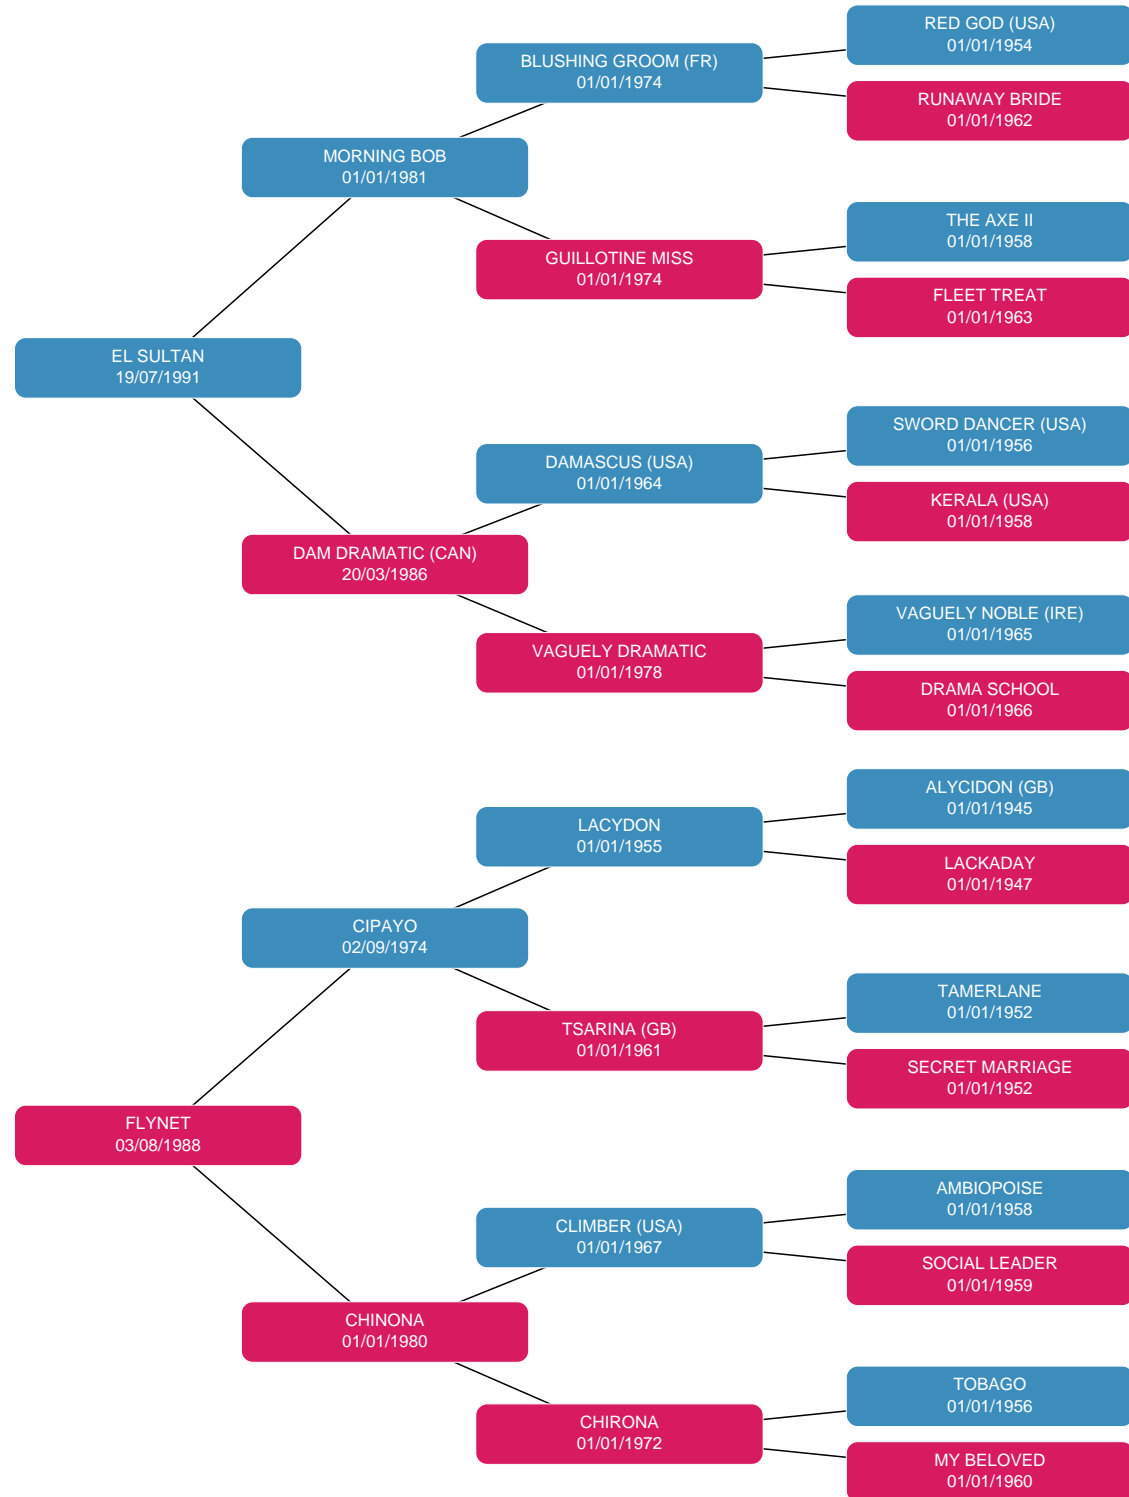 RED GOD (USA)
01/01/1954
BLUSHING GROOM (FR)
01/01/1974
RUNAWAY BRIDE
01/01/1962
MORNING BOB
01/01/1981
THE AXE II
01/01/1958
GUILLOTINE MISS
01/01/1974
FLEET TREAT
01/01/1963
EL SULTAN
19/07/1991
SWORD DANCER (USA)
01/01/1956
DAMASCUS (USA)
01/01/1964
KERALA (USA)
01/01/1958
DAM DRAMATIC (CAN)
20/03/1986
VAGUELY NOBLE (IRE)
01/01/1965
VAGUELY DRAMATIC
01/01/1978
DRAMA SCHOOL
01/01/1966
ALYCIDON (GB)
01/01/1945
LACYDON
01/01/1955
LACKADAY
01/01/1947
CIPAYO
02/09/1974
TAMERLANE
01/01/1952
TSARINA (GB)
01/01/1961
SECRET MARRIAGE
01/01/1952
FLYNET
03/08/1988
AMBIOPOISE
01/01/1958
CLIMBER (USA)
01/01/1967
SOCIAL LEADER
01/01/1959
CHINONA
01/01/1980
TOBAGO
01/01/1956
CHIRONA
01/01/1972
MY BELOVED
01/01/1960